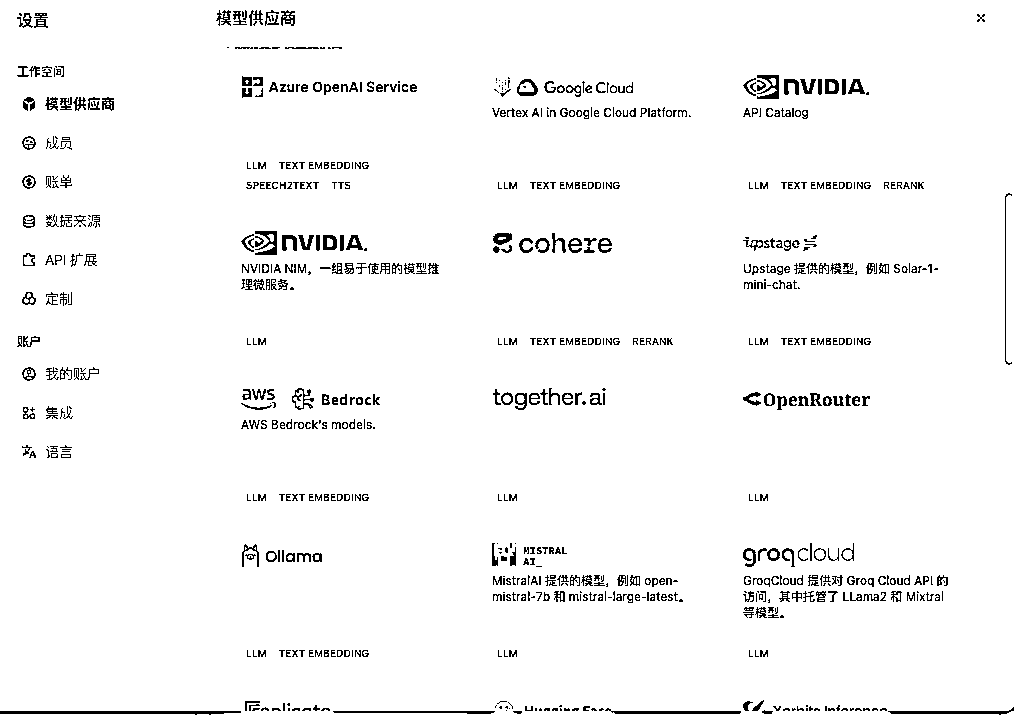 设置
模型供应商
×
工作空间
模型供应商
成员
账单
数据来源
API 扩展
定制
账户
我的账户
集成
语言
Azure OpenAI Service
LLM TEXT EMBEDDING
SPEECH2TEXT TTS
Google Cloud
Vertex AI in Google Cloud Platform.
LLM TEXT EMBEDDING
NVIDIA.
API Catalog
LLM TEXT EMBEDDING RERANK
NVIDIA.
NVIDIA NIM，一组易于使用的模型推
理微服务。
LLM
cohere
LLM TEXT EMBEDDING RERANK
upstage
Upstage 提供的模型，例如 Solar-1-
mini-chat.
LLM TEXT EMBEDDING
aws Bedrock
AWS Bedrock's models.
LLM TEXT EMBEDDING
together.ai
LLM
OpenRouter
LLM
Ollama
LLM TEXT EMBEDDING
MISTRAL
AI_
MistralAI 提供的模型，例如 open-
mistral-7b 和 mistral-large-latest。
LLM
groqcloud
GroqCloud 提供对 Groq Cloud API 的
访问，其中托管了 LLama2 和 Mixtral
等模型。
LLM
Replicate
Hugging Face
Xorbits Inference